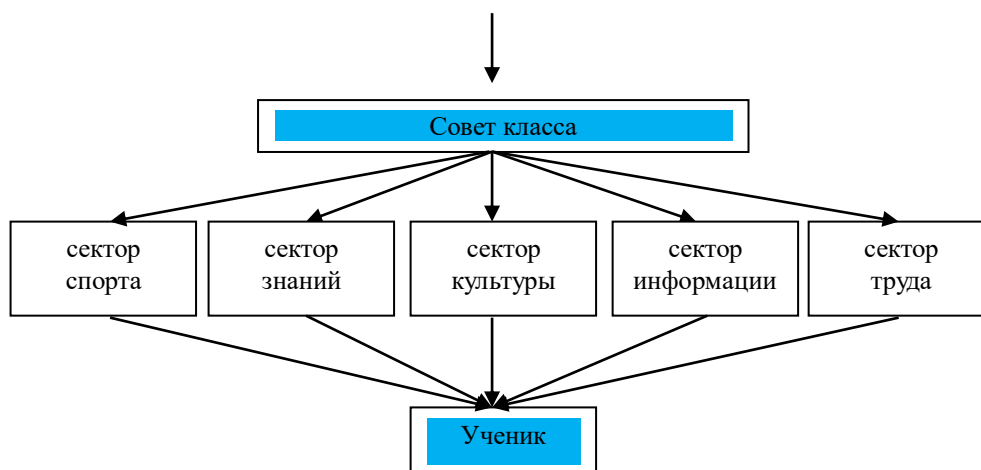 Совет класса
сектор
спорта
сектор
знаний
сектор
культуры
сектор
информации
сектор
труда
Ученик